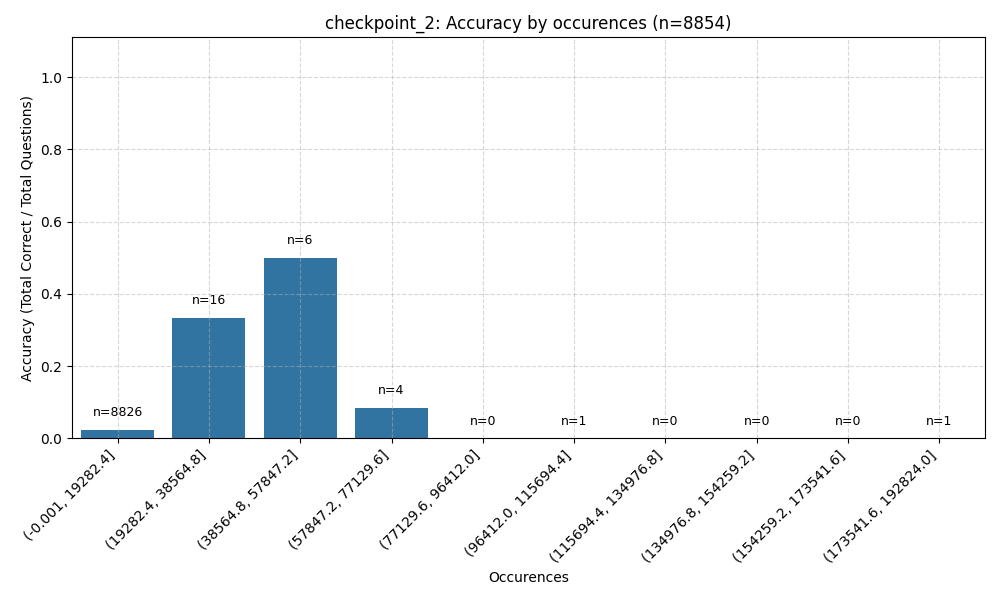 checkpoint_2: Accuracy by occurences (n=8854)
Accuracy (Total Correct / Total Questions)
1.0
0.8
0.6
0.4
0.2
0.0
n=8826
n=16
n=6
n=4
n=0
n=1
n=0
n=0
n=0
n=1
(-0.001, 19282.4]
(19282.4, 38564.8]
(38564.8, 57847.2]
(57847.2, 77129.6]
(77129.6, 96412.0]
(96412.0, 115694.4]
(115694.4, 134976.8]
(134976.8, 154259.2]
(154259.2, 173541.6]
(173541.6, 192824.0]
Occurences